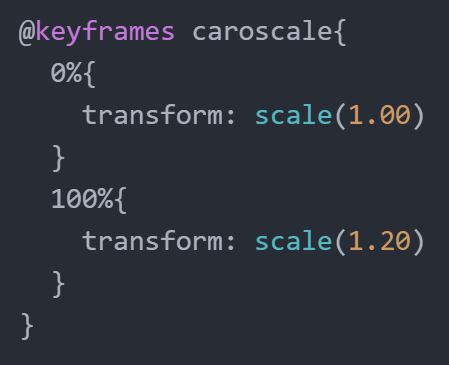 @keyframes caroscale{
  0%{
    transform: scale(1.00)
  }
  100%{
    transform: scale(1.20)
  }
}